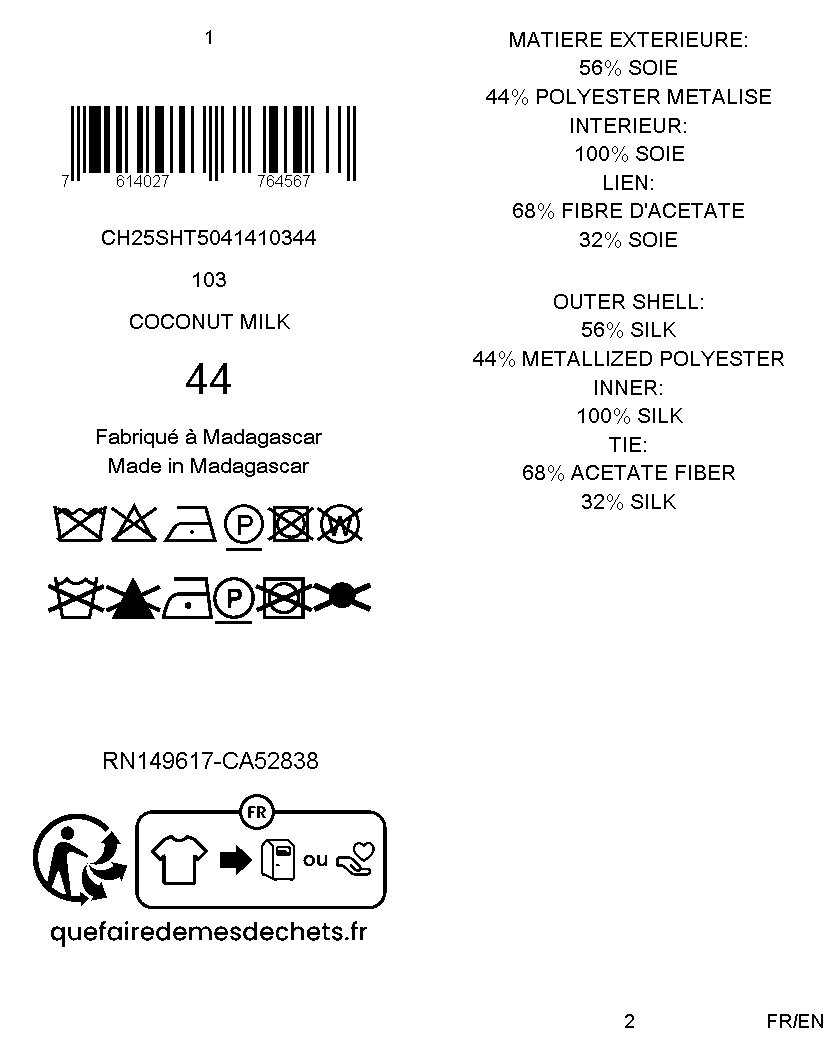 1
7 614027 764567
CH25SHT5041410344
103
COCONUT MILK
44
Fabriqué à Madagascar
Made in Madagascar
P W
P
RN149617-CA52838
FR
ou
quefairedemesdechets.fr
MATIERE EXTERIEURE:
56% SOIE
44% POLYESTER METALISE
INTERIEUR:
100% SOIE
LIEN:
68% FIBRE D'ACETATE
32% SOIE
OUTER SHELL:
56% SILK
44% METALLIZED POLYESTER
INNER:
100% SILK
TIE:
68% ACETATE FIBER
32% SILK
2
FR/EN